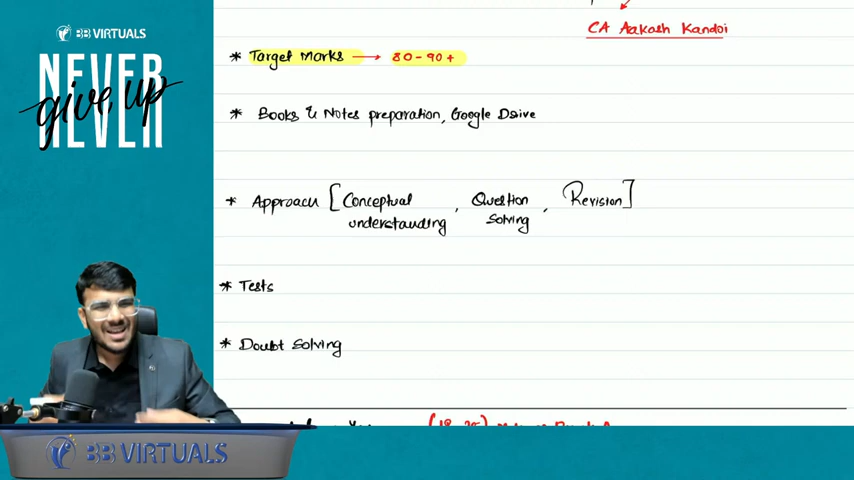 BB VIRTUALS
NEVER
give up
NEVER
CA Aakash Kandoi
* Target Marks → 80-90+
* Books & Notes preparation, Google Drive
* Approach [Conceptual understanding, Question solving, Revision]
* Tests
* Doubt Solving
BB VIRTUALS